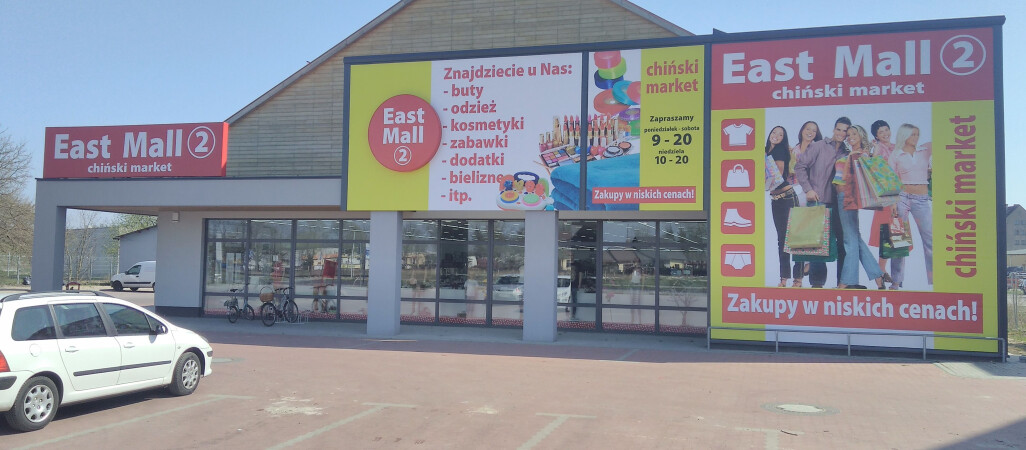 East Mall 2
chiński market
East
Mall
2
Znajdziecie u Nas:
- buty
- odzież
- kosmetyki
- zabawki
- dodatki
- bielizne
- itp.
chiński
market
Zapraszamy
poniedziałek - sobota
9 - 20
niedziela
10 - 20
Zakupy w niskich cenach!
East Mall 2
chiński market
chiński market
Zakupy w niskich cenach!